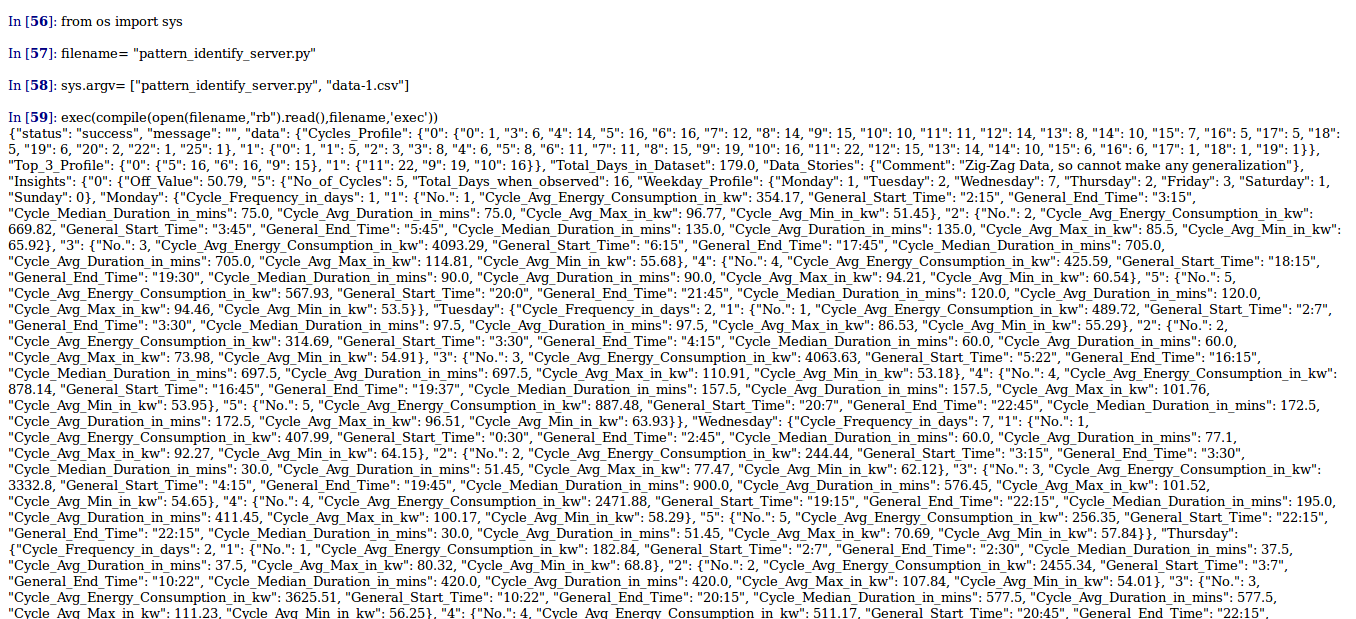 In [56]: from os import sys
In [57]: filename= "pattern_identify_server.py"
In [58]: sys.argv= ["pattern_identify_server.py", "data-1.csv"]
In [59]: exec(compile(open(filename,"rb").read(),filename,'exec'))
{"status": "success", "message": "", "data": {"Cycles_Profile": {"0": {"0": 1, "3": 6, "4": 14, "5": 16, "6": 16, "7": 12, "8": 14, "9": 15, "10": 10, "11": 11, "12": 14, "13": 8, "14": 10, "15": 7, "16": 5, "17": 5, "18":
5, "19": 6, "20": 2, "22": 1, "25": 1}, "1": {"0": 1, "1": 5, "2": 3, "3": 8, "4": 6, "5": 8, "6": 11, "7": 11, "8": 15, "9": 19, "10": 16, "11": 22, "12": 15, "13": 14, "14": 10, "15": 6, "16": 6, "17": 1, "18": 1, "19": 1}},
"Top_3_Profile": {"0": {"5": 16, "6": 16, "9": 15}, "1": {"11": 22, "9": 19, "10": 16}}, "Total_Days_in_Dataset": 179.0, "Data_Stories": {"Comment": "Zig-Zag Data, so cannot make any generalization"},
"Insights": {"0": {"Off_Value": 50.79, "5": {"No_of_Cycles": 5, "Total_Days_when_observed": 16, "Weekday_Profile": {"Monday": 1, "Tuesday": 2, "Wednesday": 7, "Thursday": 2, "Friday": 3, "Saturday": 1,
"Sunday": 0}, "Monday": {"Cycle_Frequency_in_days": 1, "1": {"No.": 1, "Cycle_Avg_Energy_Consumption_in_kw": 354.17, "General_Start_Time": "2:15", "General_End_Time": "3:15",
"Cycle_Median_Duration_in_mins": 75.0, "Cycle_Avg_Duration_in_mins": 75.0, "Cycle_Avg_Max_in_kw": 96.77, "Cycle_Avg_Min_in_kw": 51.45}, "2": {"No.": 2, "Cycle_Avg_Energy_Consumption_in_kw":
669.82, "General_Start_Time": "3:45", "General_End_Time": "5:45", "Cycle_Median_Duration_in_mins": 135.0, "Cycle_Avg_Duration_in_mins": 135.0, "Cycle_Avg_Max_in_kw": 85.5, "Cycle_Avg_Min_in_kw":
65.92}, "3": {"No.": 3, "Cycle_Avg_Energy_Consumption_in_kw": 4093.29, "General_Start_Time": "6:15", "General_End_Time": "17:45", "Cycle_Median_Duration_in_mins": 705.0,
"Cycle_Avg_Duration_in_mins": 705.0, "Cycle_Avg_Max_in_kw": 114.81, "Cycle_Avg_Min_in_kw": 55.68}, "4": {"No.": 4, "Cycle_Avg_Energy_Consumption_in_kw": 425.59, "General_Start_Time": "18:15",
"General_End_Time": "19:30", "Cycle_Median_Duration_in_mins": 90.0, "Cycle_Avg_Duration_in_mins": 90.0, "Cycle_Avg_Max_in_kw": 94.21, "Cycle_Avg_Min_in_kw": 60.54}, "5": {"No.": 5,
"Cycle_Avg_Energy_Consumption_in_kw": 567.93, "General_Start_Time": "20:0", "General_End_Time": "21:45", "Cycle_Median_Duration_in_mins": 120.0, "Cycle_Avg_Duration_in_mins": 120.0,
"Cycle_Avg_Max_in_kw": 94.46, "Cycle_Avg_Min_in_kw": 53.5}}, "Tuesday": {"Cycle_Frequency_in_days": 2, "1": {"No.": 1, "Cycle_Avg_Energy_Consumption_in_kw": 489.72, "General_Start_Time": "2:7",
"General_End_Time": "3:30", "Cycle_Median_Duration_in_mins": 97.5, "Cycle_Avg_Duration_in_mins": 97.5, "Cycle_Avg_Max_in_kw": 86.53, "Cycle_Avg_Min_in_kw": 55.29}, "2": {"No.": 2,
"Cycle_Avg_Energy_Consumption_in_kw": 314.69, "General_Start_Time": "3:30", "General_End_Time": "4:15", "Cycle_Median_Duration_in_mins": 60.0, "Cycle_Avg_Duration_in_mins": 60.0,
"Cycle_Avg_Max_in_kw": 73.98, "Cycle_Avg_Min_in_kw": 54.91}, "3": {"No.": 3, "Cycle_Avg_Energy_Consumption_in_kw": 4063.63, "General_Start_Time": "5:22", "General_End_Time": "16:15",
"Cycle_Median_Duration_in_mins": 697.5, "Cycle_Avg_Duration_in_mins": 697.5, "Cycle_Avg_Max_in_kw": 110.91, "Cycle_Avg_Min_in_kw": 53.18}, "4": {"No.": 4, "Cycle_Avg_Energy_Consumption_in_kw":
878.14, "General_Start_Time": "16:45", "General_End_Time": "19:37", "Cycle_Median_Duration_in_mins": 157.5, "Cycle_Avg_Duration_in_mins": 157.5, "Cycle_Avg_Max_in_kw": 101.76,
"Cycle_Avg_Min_in_kw": 53.95}, "5": {"No.": 5, "Cycle_Avg_Energy_Consumption_in_kw": 887.48, "General_Start_Time": "20:7", "General_End_Time": "22:45", "Cycle_Median_Duration_in_mins": 172.5,
"Cycle_Avg_Duration_in_mins": 172.5, "Cycle_Avg_Max_in_kw": 96.51, "Cycle_Avg_Min_in_kw": 63.93}}, "Wednesday": {"Cycle_Frequency_in_days": 7, "1": {"No.": 1,
"Cycle_Avg_Energy_Consumption_in_kw": 407.99, "General_Start_Time": "0:30", "General_End_Time": "2:45", "Cycle_Median_Duration_in_mins": 60.0, "Cycle_Avg_Duration_in_mins": 77.1,
"Cycle_Avg_Max_in_kw": 92.27, "Cycle_Avg_Min_in_kw": 64.15}, "2": {"No.": 2, "Cycle_Avg_Energy_Consumption_in_kw": 244.44, "General_Start_Time": "3:15", "General_End_Time": "3:30",
"Cycle_Median_Duration_in_mins": 30.0, "Cycle_Avg_Duration_in_mins": 51.45, "Cycle_Avg_Max_in_kw": 77.47, "Cycle_Avg_Min_in_kw": 62.12}, "3": {"No.": 3, "Cycle_Avg_Energy_Consumption_in_kw":
3332.8, "General_Start_Time": "4:15", "General_End_Time": "19:45", "Cycle_Median_Duration_in_mins": 900.0, "Cycle_Avg_Duration_in_mins": 576.45, "Cycle_Avg_Max_in_kw": 101.52,
"Cycle_Avg_Min_in_kw": 54.65}, "4": {"No.": 4, "Cycle_Avg_Energy_Consumption_in_kw": 2471.88, "General_Start_Time": "19:15", "General_End_Time": "22:15", "Cycle_Median_Duration_in_mins": 195.0,
"Cycle_Avg_Duration_in_mins": 411.45, "Cycle_Avg_Max_in_kw": 100.17, "Cycle_Avg_Min_in_kw": 58.29}, "5": {"No.": 5, "Cycle_Avg_Energy_Consumption_in_kw": 256.35, "General_Start_Time": "22:15",
"General_End_Time": "22:15", "Cycle_Median_Duration_in_mins": 30.0, "Cycle_Avg_Duration_in_mins": 51.45, "Cycle_Avg_Max_in_kw": 70.69, "Cycle_Avg_Min_in_kw": 57.84}}, "Thursday":
{"Cycle_Frequency_in_days": 2, "1": {"No.": 1, "Cycle_Avg_Energy_Consumption_in_kw": 182.84, "General_Start_Time": "2:7", "General_End_Time": "2:30", "Cycle_Median_Duration_in_mins": 37.5,
"Cycle_Avg_Duration_in_mins": 37.5, "Cycle_Avg_Max_in_kw": 80.32, "Cycle_Avg_Min_in_kw": 68.8}, "2": {"No.": 2, "Cycle_Avg_Energy_Consumption_in_kw": 2455.34, "General_Start_Time": "3:7",
"General_End_Time": "10:22", "Cycle_Median_Duration_in_mins": 420.0, "Cycle_Avg_Duration_in_mins": 420.0, "Cycle_Avg_Max_in_kw": 107.84, "Cycle_Avg_Min_in_kw": 54.01}, "3": {"No.": 3,
"Cycle_Avg_Energy_Consumption_in_kw": 3625.51, "General_Start_Time": "10:22", "General_End_Time": "20:15", "Cycle_Median_Duration_in_mins": 577.5, "Cycle_Avg_Duration_in_mins": 577.5,
"Cycle_Avg_Max_in_kw": 111.23, "Cycle_Avg_Min_in_kw": 56.25}, "4": {"No.": 4, "Cycle_Avg_Energy_Consumption_in_kw": 511.17, "General_Start_Time": "20:45", "General_End_Time": "22:15",